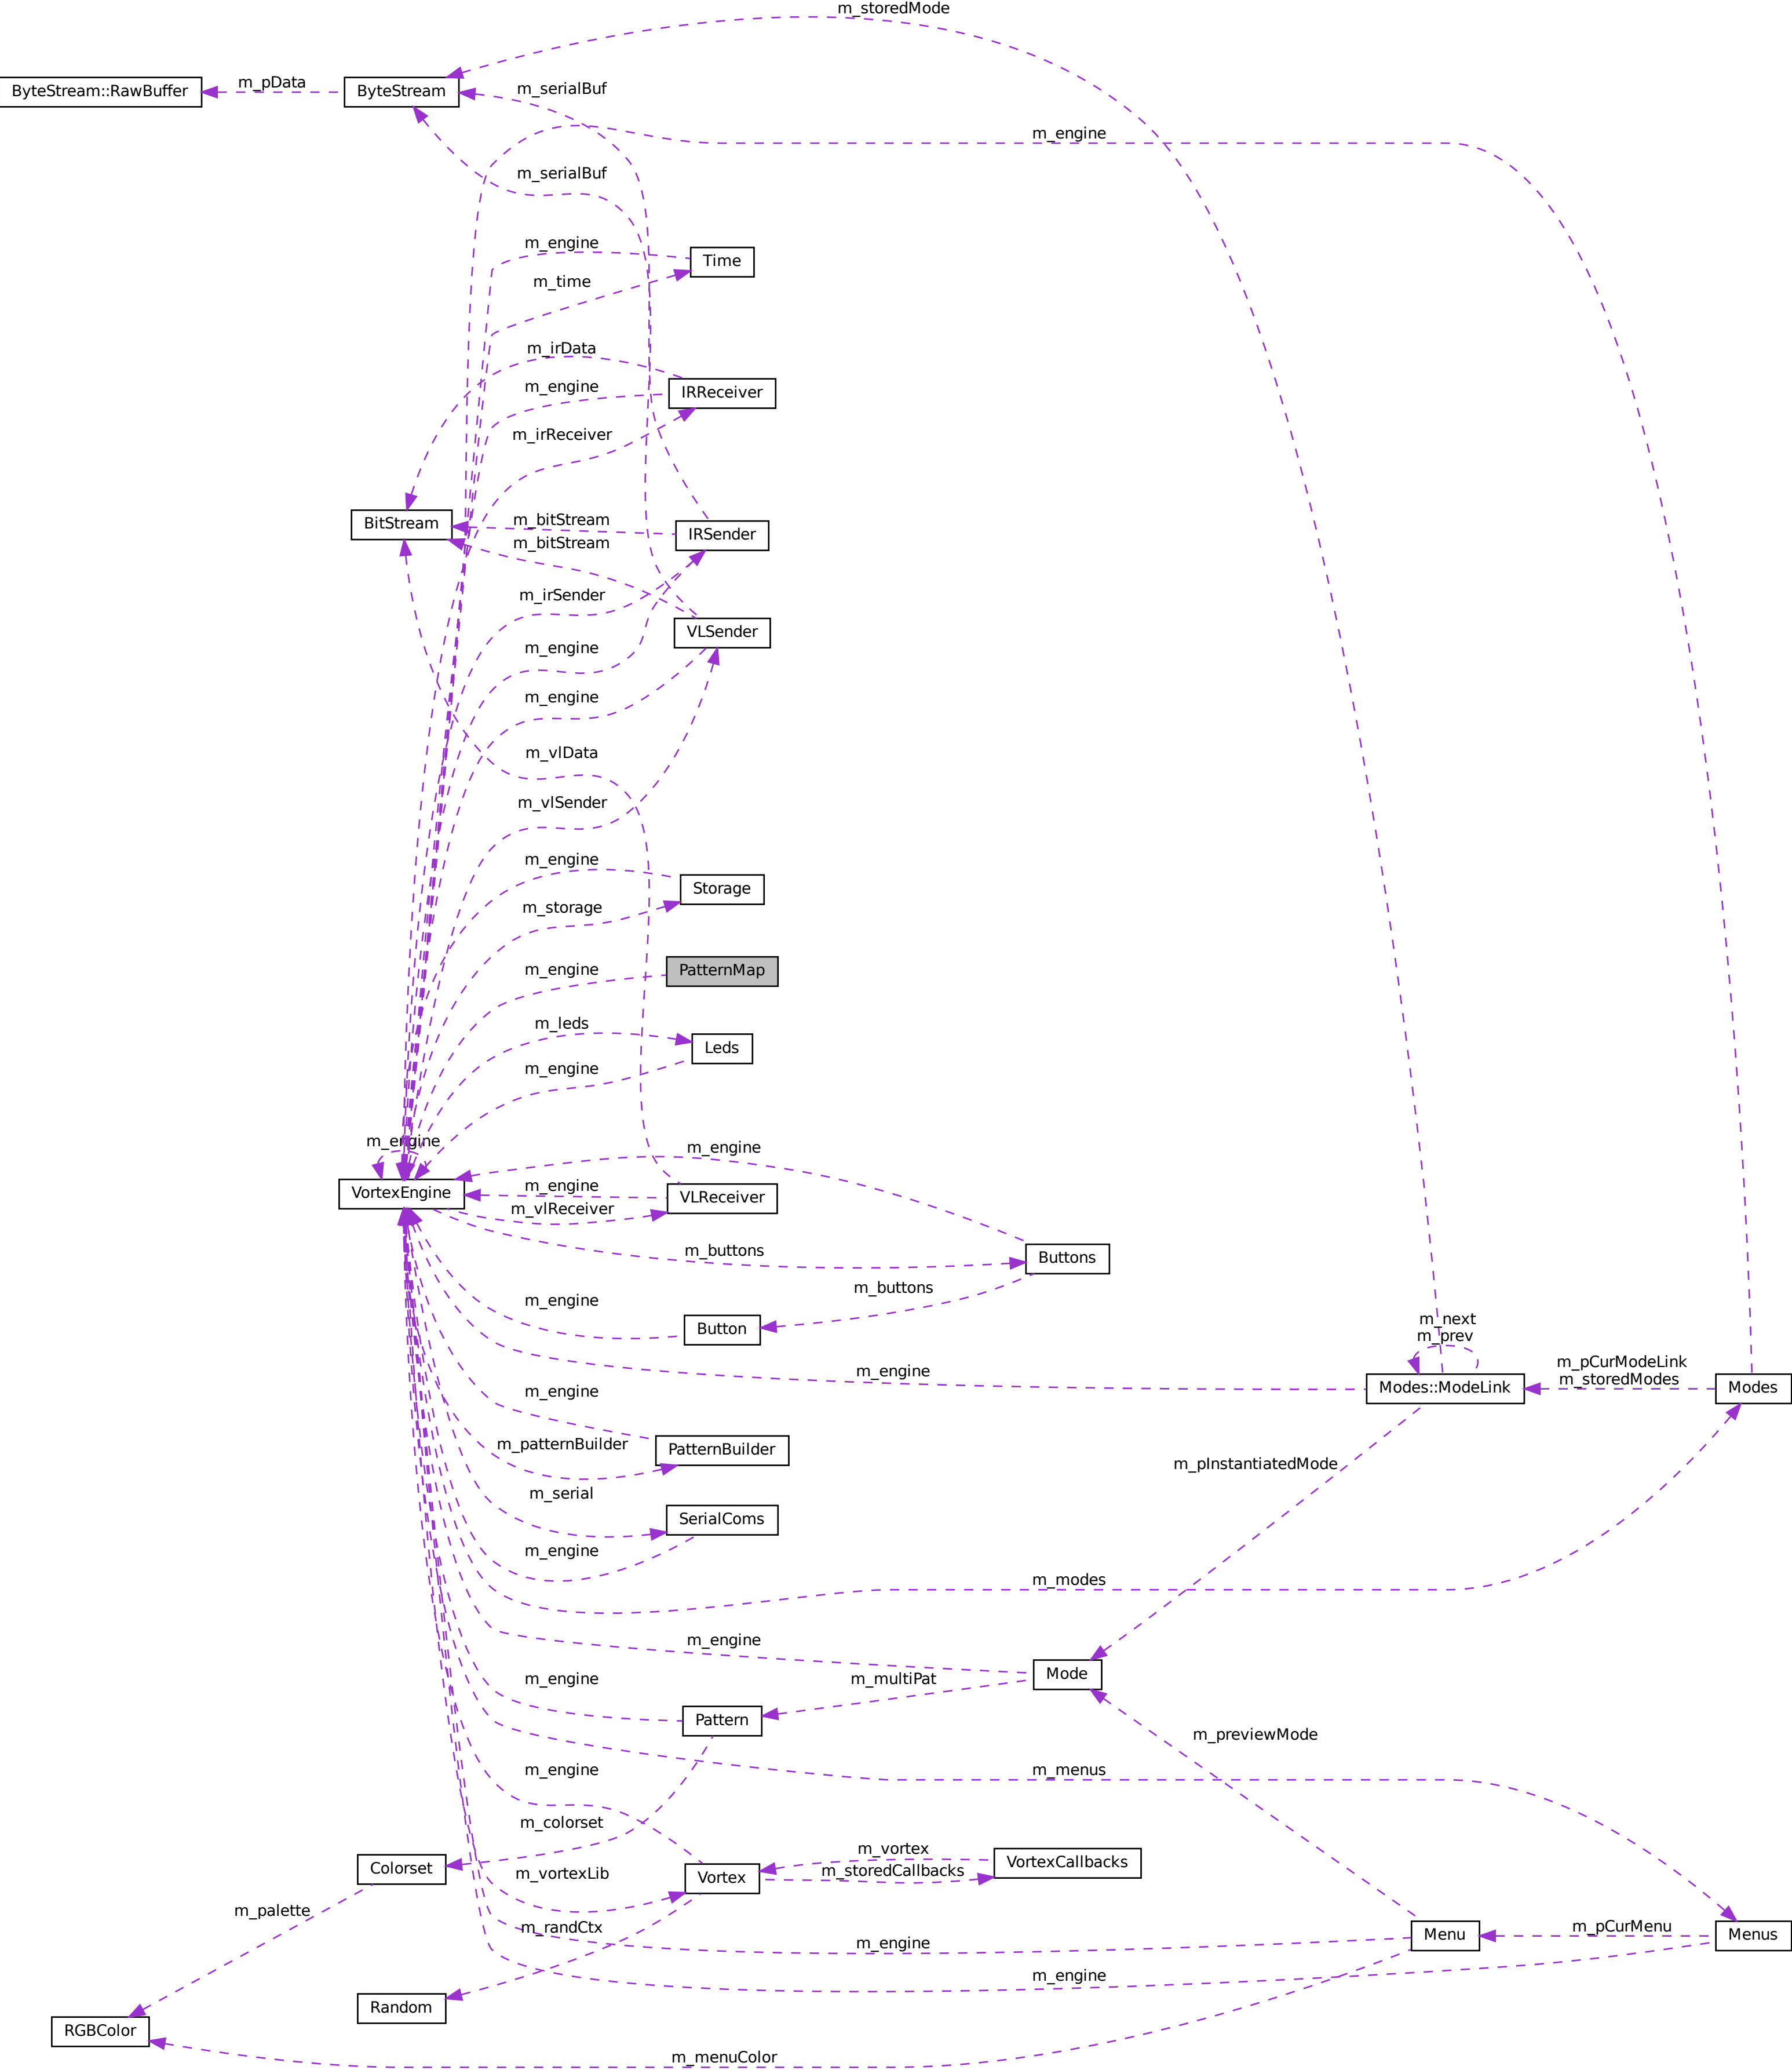 m_storedMode
ByteStream::RawBuffer
m_pData
ByteStream
m_serialBuf
m_engine
m_serialBuf
m_engine
Time
m_time
m_irData
m_engine
IRReceiver
m_irReceiver
BitStream
m_bitStream
IRSender
m_bitStream
m_irSender
VLSender
m_engine
m_engine
m_vlData
m_vlSender
m_engine
Storage
m_storage
m_engine
PatternMap
m_leds
Leds
m_engine
m_engine
m_engine
VortexEngine
m_engine
VLReceiver
m_vlReceiver
m_buttons
Buttons
m_buttons
m_engine
Button
m_next
m_prev
m_engine
Modes::ModeLink
m_pCurModeLink
m_storedModes
Modes
m_engine
m_patternBuilder
PatternBuilder
m_pInstantiatedMode
m_serial
SerialComs
m_engine
m_modes
m_engine
Mode
m_engine
m_multiPat
Pattern
m_previewMode
m_engine
m_menus
m_colorset
Colorset
m_vortexLib
Vortex
m_vortex
m_storedCallbacks
VortexCallbacks
m_palette
m_randCtx
m_engine
Menu
m_pCurMenu
Menus
m_engine
Random
RGBColor
m_menuColor